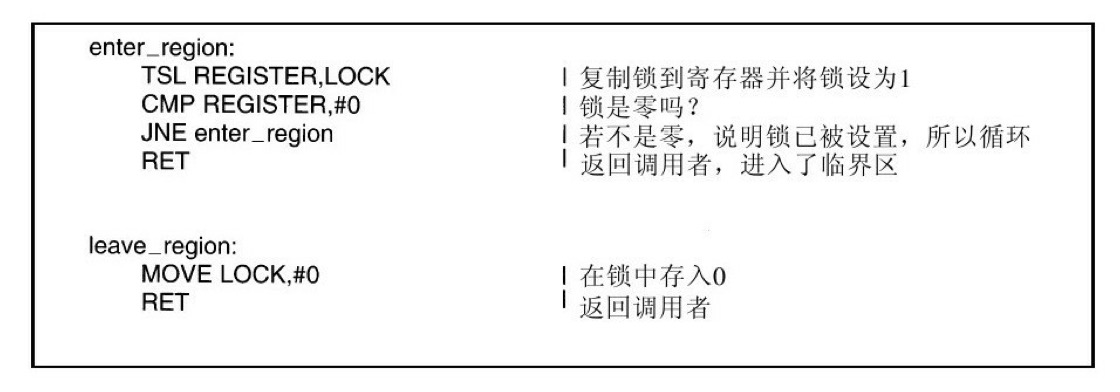 enter_region:
TSL REGISTER,LOCK | 复制锁到寄存器并将锁设为1
CMP REGISTER,#0 | 锁是零吗?
JNE enter_region | 若不是零，说明锁已被设置，所以循环
RET | 返回调用者，进入了临界区
leave_region:
MOVE LOCK,#0 | 在锁中存入0
RET | 返回调用者